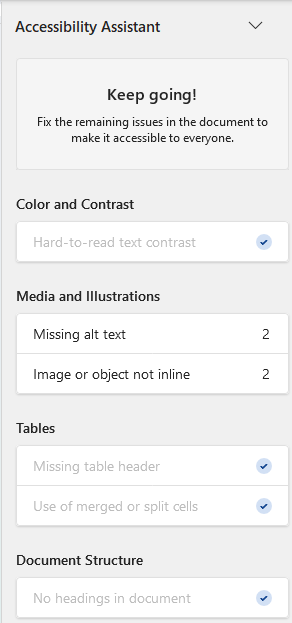 Accessibility Assistant
Keep going!
Fix the remaining issues in the document to
make it accessible to everyone.
Color and Contrast
Hard-to-read text contrast
Media and Illustrations
Missing alt text 2
Image or object not inline 2
Tables
Missing table header
Use of merged or split cells
Document Structure
No headings in document